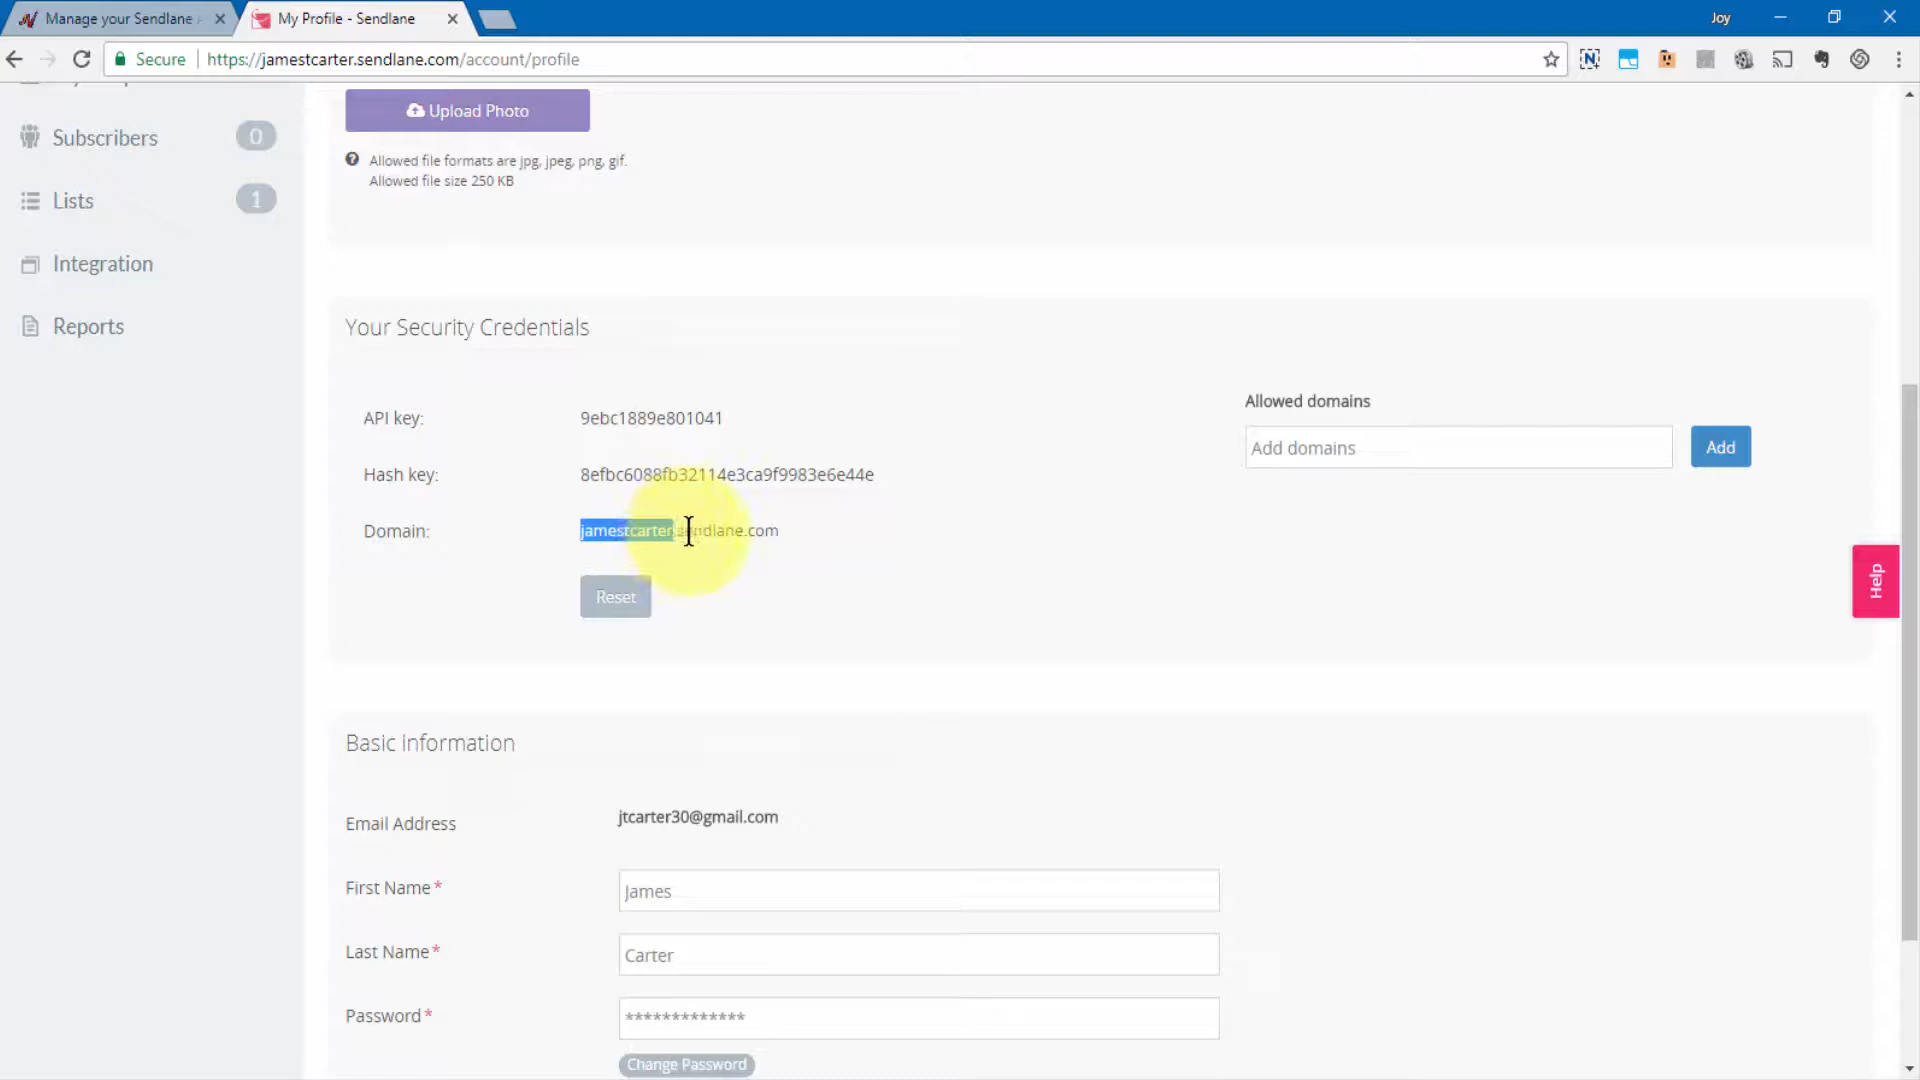 Manage your Sendlane
My Profile - Sendlane
Joy
Secure
https://jamestcarter.sendlane.com/account/profile
Upload Photo
Allowed file formats are jpg, jpeg, png, gif.
Allowed file size 250 KB
Subscribers 0
Lists 1
Integration
Reports
Your Security Credentials
API key: 9ebc1889e801041
Hash key: 8efbc6088fb32114e3ca9f9983e6e44e
Domain: jamestcarter.sendlane.com
Reset
Allowed domains
Add domains
Add
Help
Basic information
Email Address jtcarter30@gmail.com
First Name* James
Last Name* Carter
Password* *************
Change Password